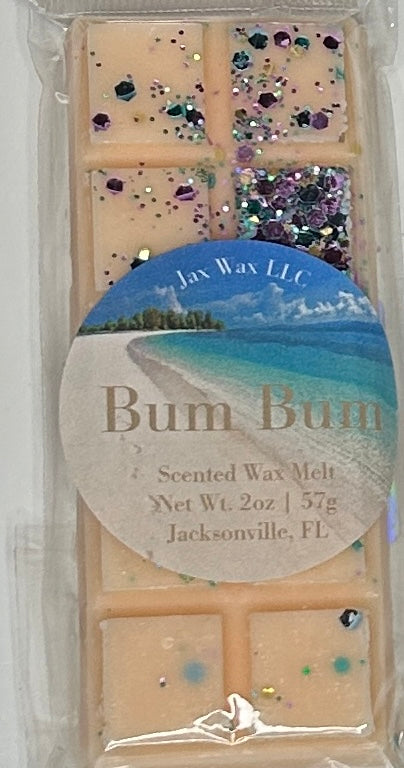 Jax Wax LLC
Bum Bum
Scented Wax Melt
Net Wt. 2oz | 57g
Jacksonville, FL